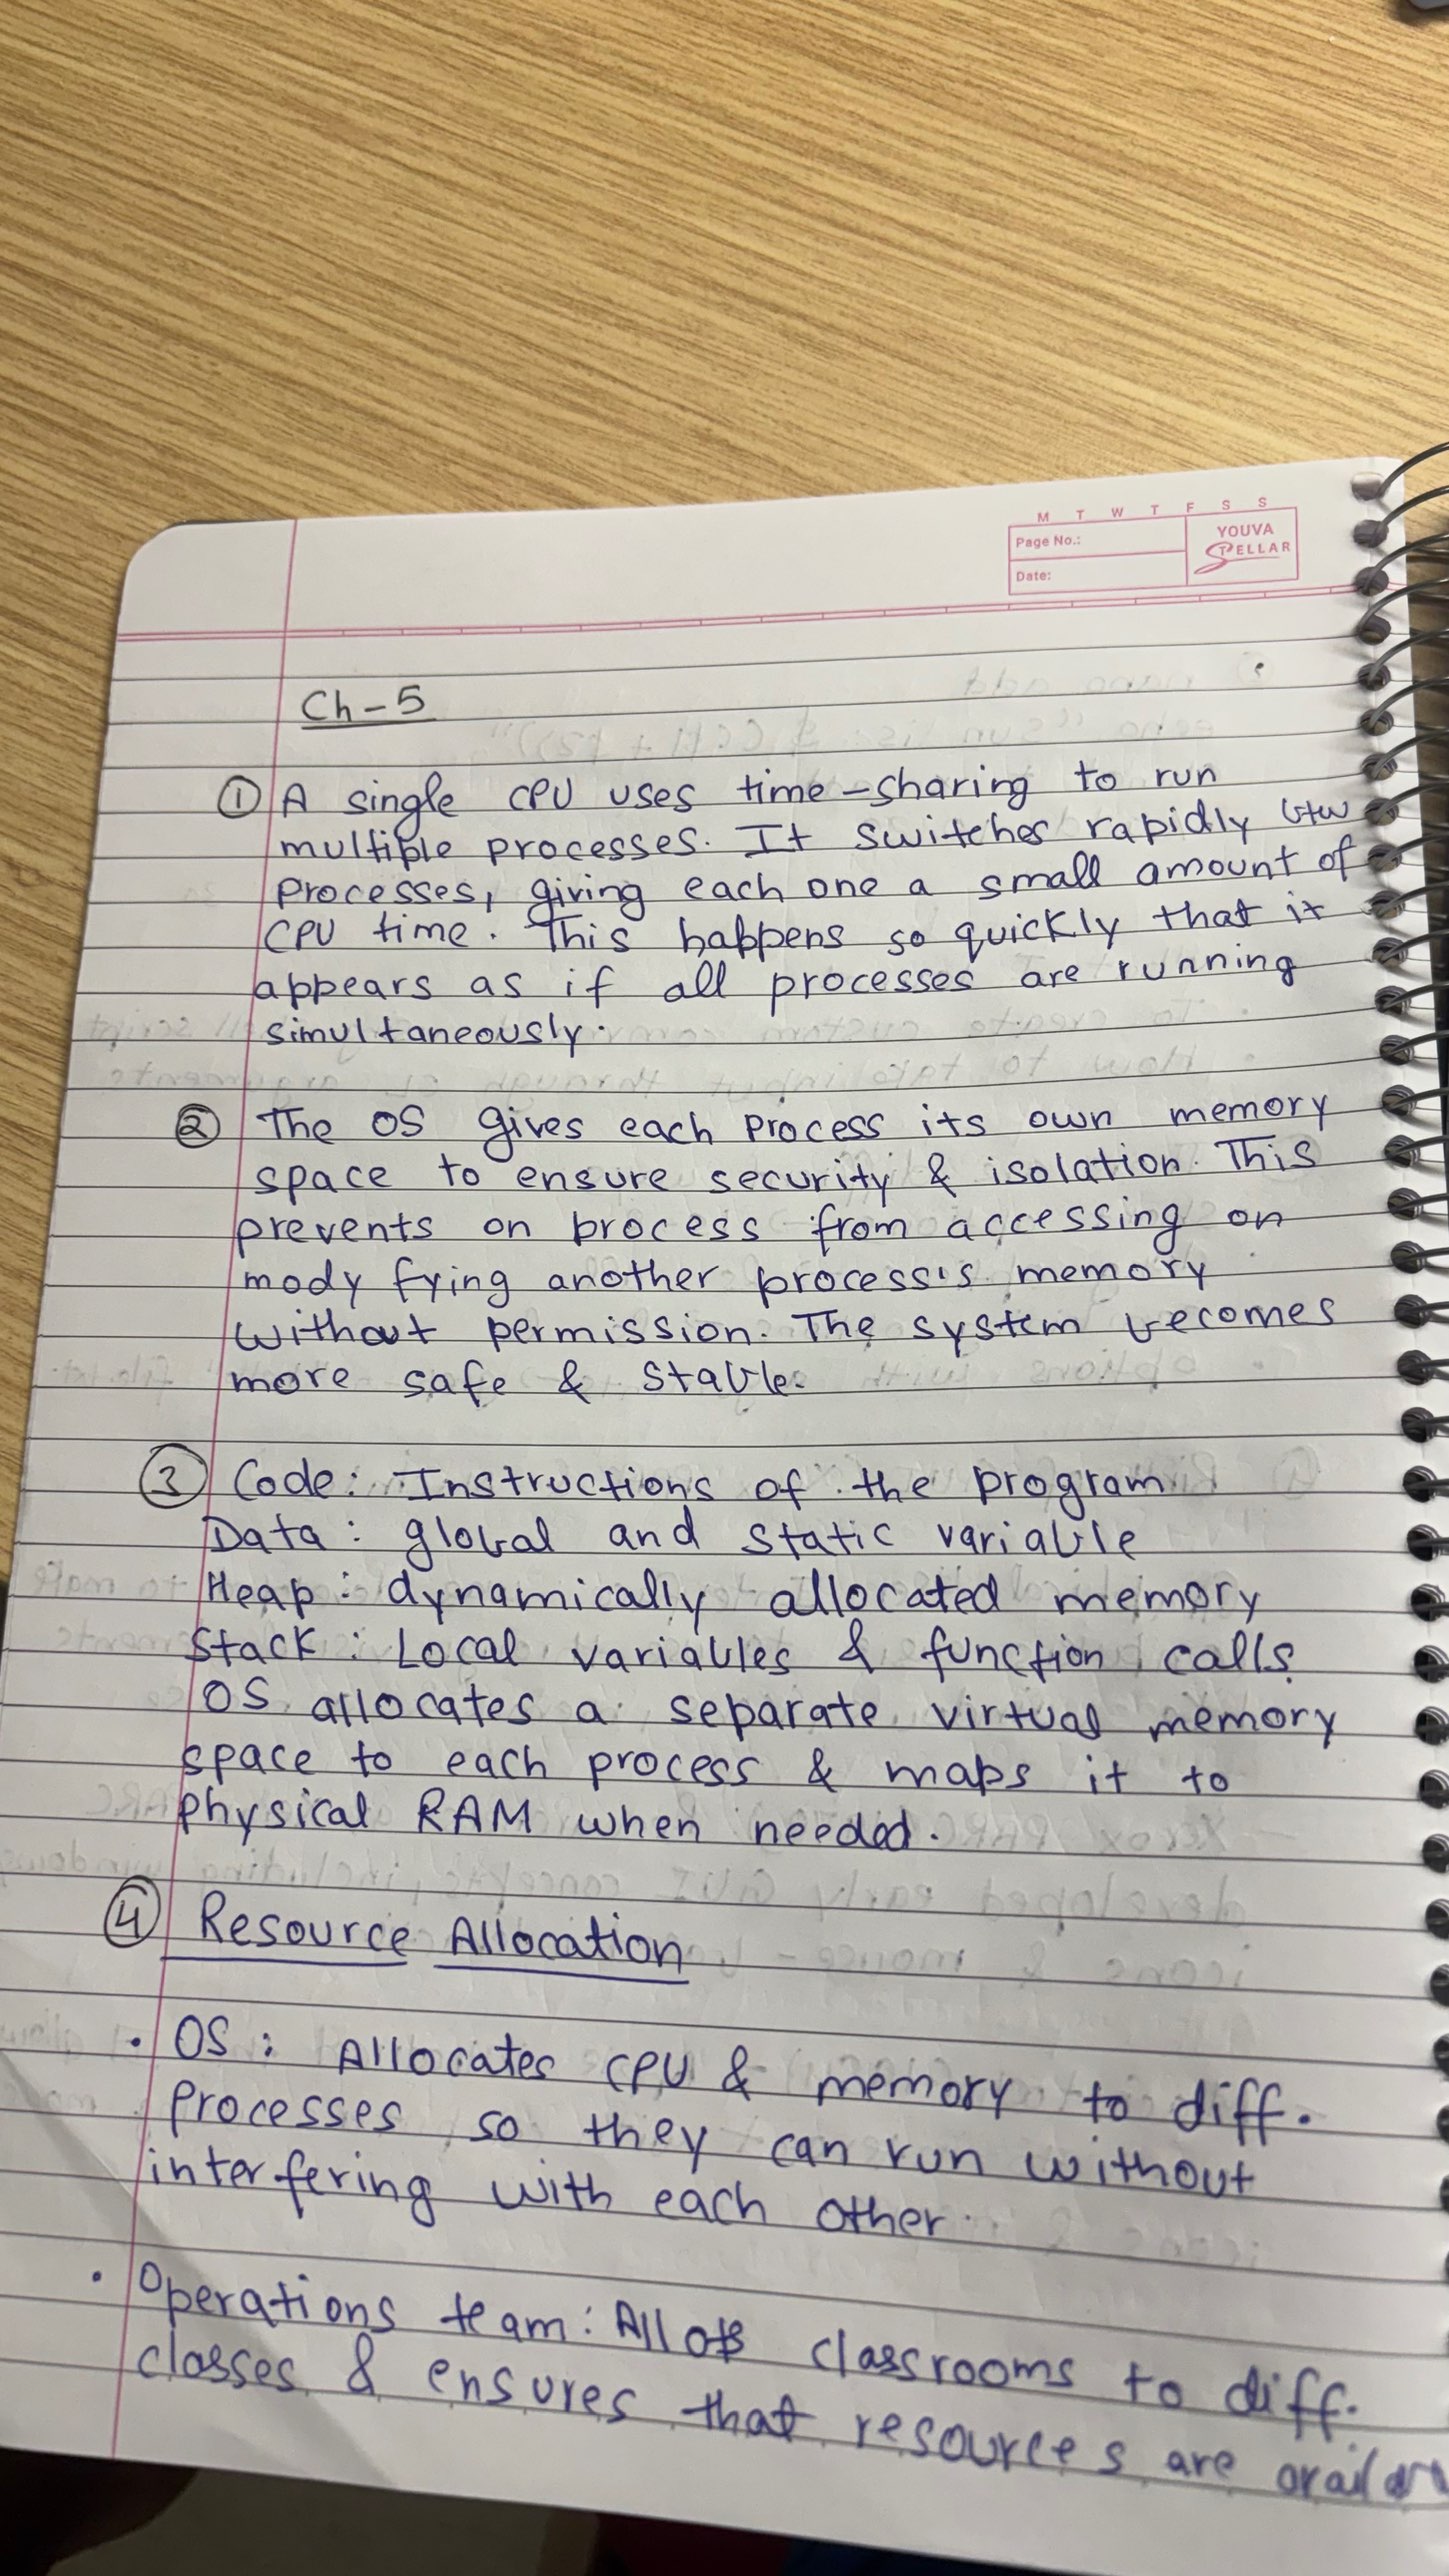 M T W T F S S
Page No.:
Date:
YOUVA
STELLAR
Ch-5
① A single CPU uses time-sharing to run
multiple processes. It switches rapidly btw
processes, giving each one a small amount of
CPU time. This happens so quickly that it
appears as if all processes are running
simultaneously.
② The OS gives each process its own memory
space to ensure security & isolation. This
prevents on process from accessing on
mody fying another process's memory
without permission. The system becomes
more safe & stable.
③ Code: Instructions of the program
Data: global and static variable
Heap: dynamically allocated memory
Stack: Local variables & function calls
OS allocates a separate virtual memory
space to each process & maps it to
physical RAM when needed.
④ Resource Allocation
• OS: Allocates CPU & memory to diff.
processes so they can run without
interfering with each other.
• Operations team: Allots classrooms to diff.
classes & ensures that resources are